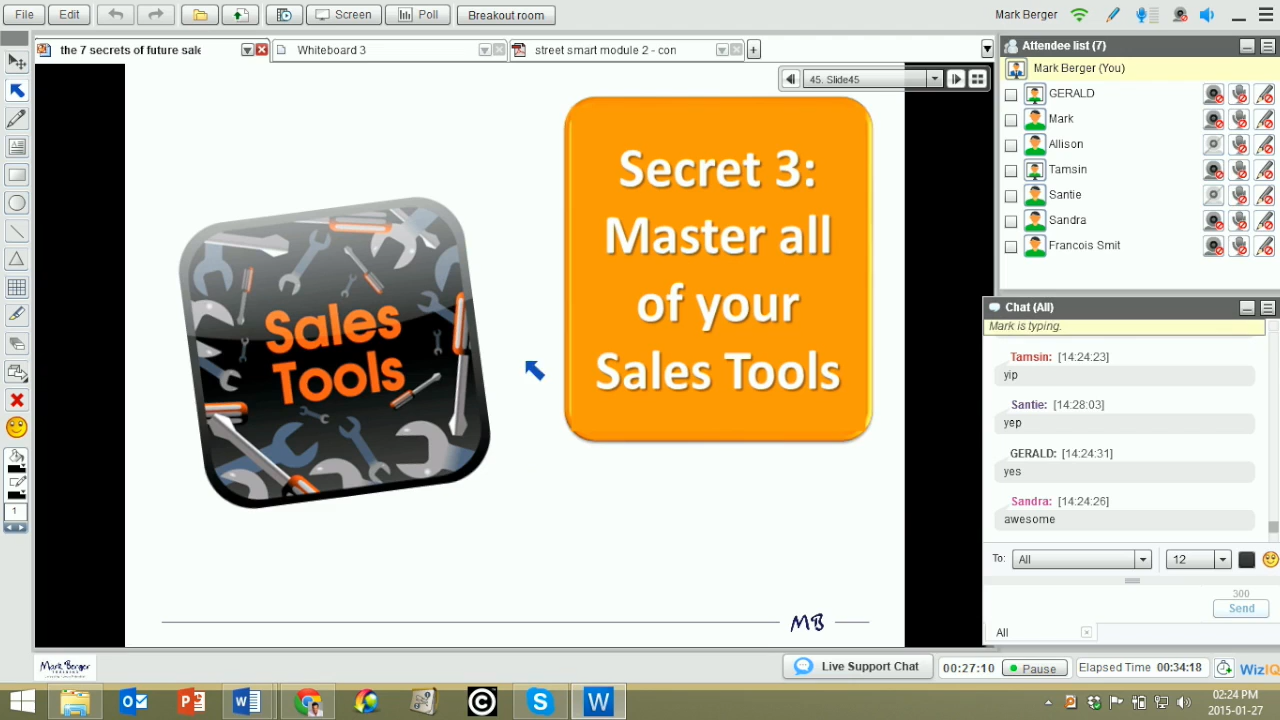 File
Edit
Screen
Poll
Breakout room
Mark Berger
the 7 secrets of future sale
Whiteboard 3
street smart module 2 - con
45. Slide45
Secret 3:
Master all
of your
Sales Tools
Sales
Tools
MB
Attendee list (7)
Mark Berger (You)
GERALD
Mark
Allison
Tamsin
Santie
Sandra
Francois Smit
Chat (All)
Mark is typing.
Tamsin: [14:24:23]
yip
Santie: [14:28:03]
yep
GERALD: [14:24:31]
yes
Sandra: [14:24:26]
awesome
To: All 12
300
Send
All
1
Mark Berger
TRAINING
Live Support Chat
00:27:10
Pause
Elapsed Time 00:34:18
WizIQ
02:24 PM
2015-01-27